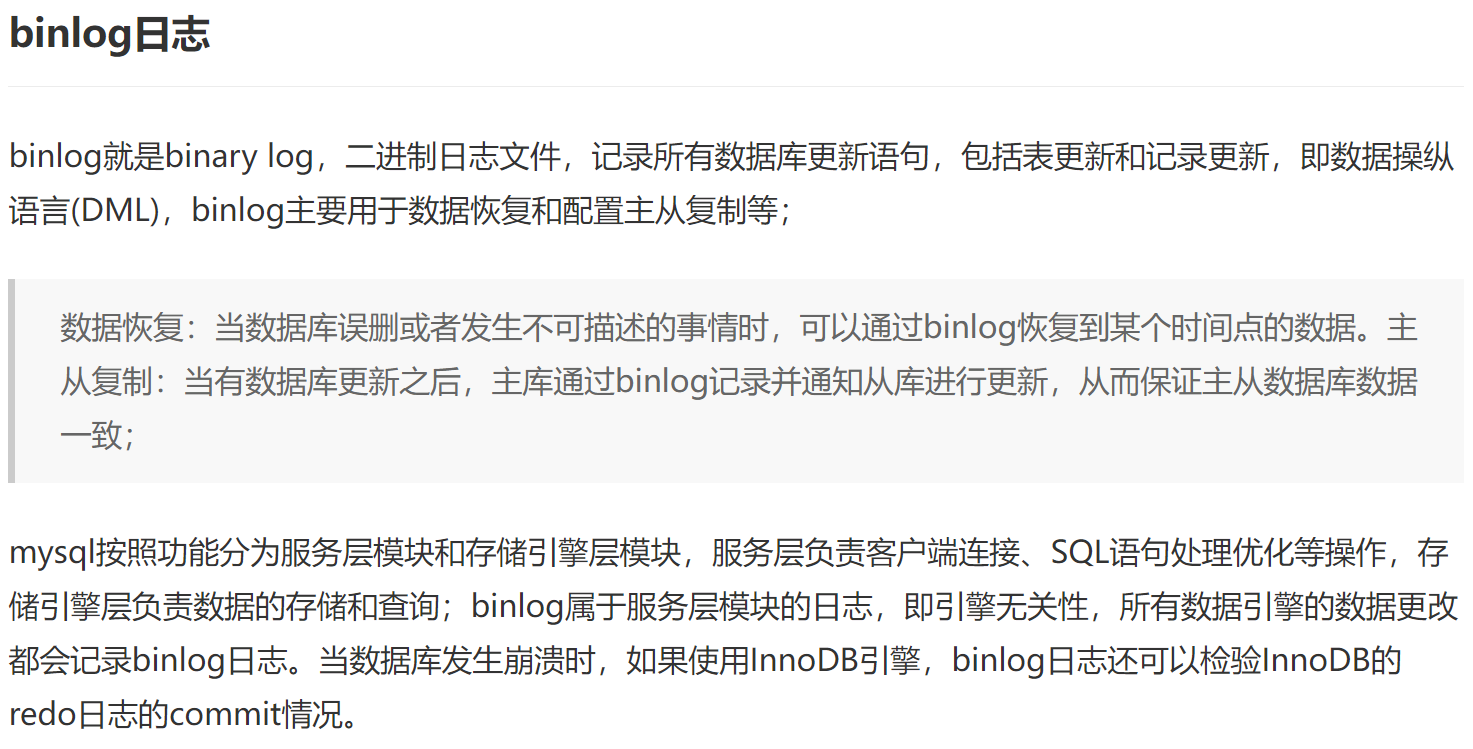 binlog日志
binlog就是binary log，二进制日志文件，记录所有数据库更新语句，包括表更新和记录更新，即数据操纵
语言(DML)，binlog主要用于数据恢复和配置主从复制等；
数据恢复：当数据库误删或者发生不可描述的事情时，可以通过binlog恢复到某个时间点的数据。主
从复制：当有数据库更新之后，主库通过binlog记录并通知从库进行更新，从而保证主从数据库数据
一致；
mysql按照功能分为服务层模块和存储引擎层模块，服务层负责客户端连接、SQL语句处理优化等操作，存
储引擎层负责数据的存储和查询；binlog属于服务层模块的日志，即引擎无关性，所有数据引擎的数据更改
都会记录binlog日志。当数据库发生崩溃时，如果使用InnoDB引擎，binlog日志还可以检验InnoDB的
redo日志的commit情况。